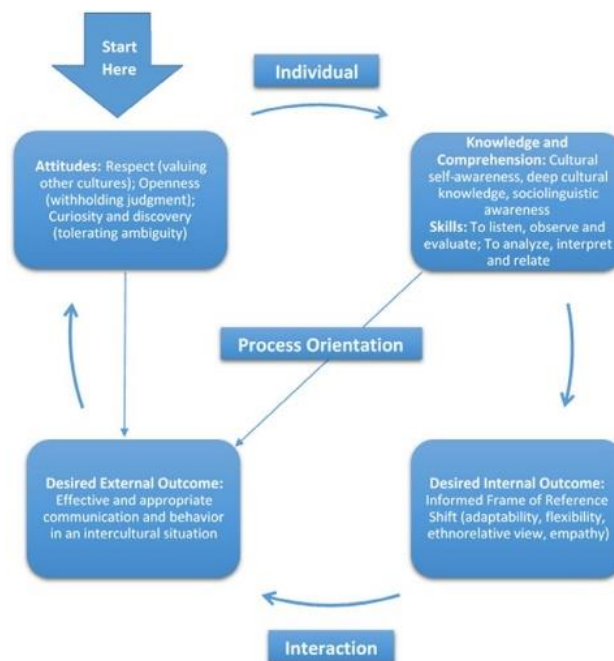 Start
Here
Individual
Attitudes: Respect (valuing
other cultures); Openness
(withholding judgment);
Curiosity and discovery
(tolerating ambiguity)
Knowledge and
Comprehension: Cultural
self-awareness, deep cultural
knowledge, sociolinguistic
awareness
Skills: To listen, observe and
evaluate; To analyze, interpret
and relate
Process Orientation
Desired External Outcome:
Effective and appropriate
communication and behavior
in an intercultural situation
Desired Internal Outcome:
Informed Frame of Reference
Shift (adaptability, flexibility,
ethnorelative view, empathy)
Interaction